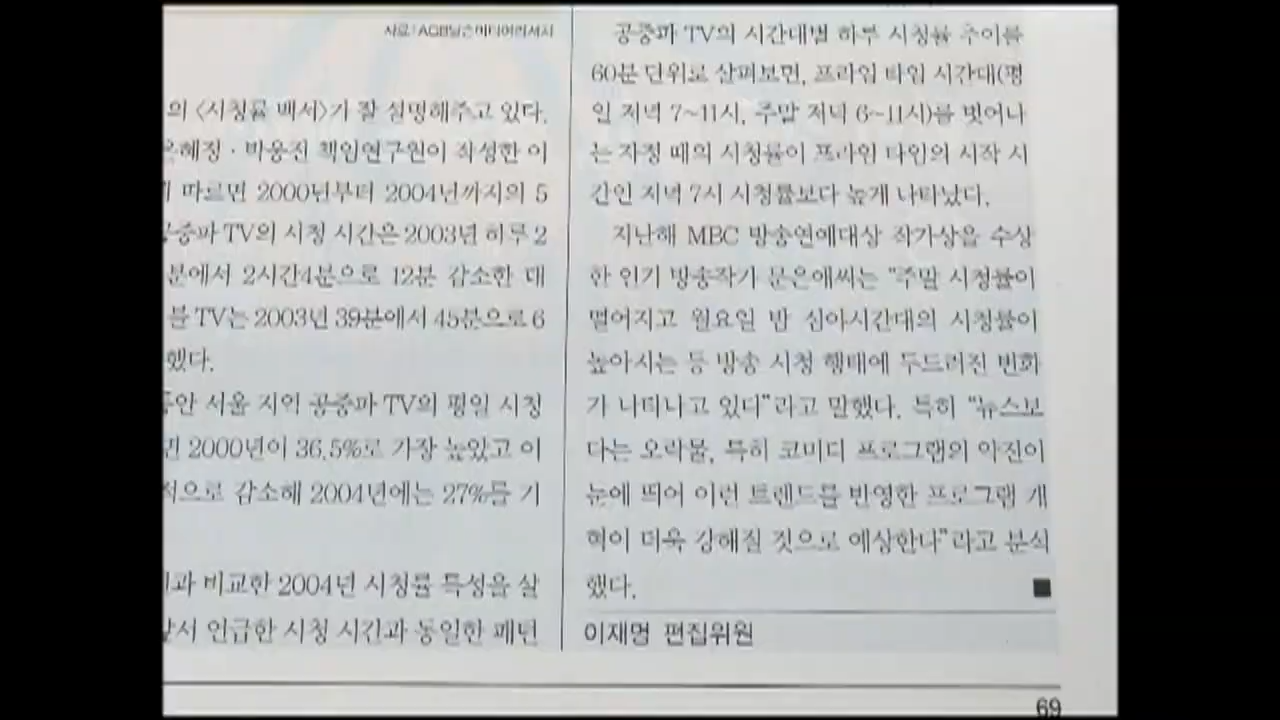 자료: AGB닐슨미디어리서치
의 〈시청률 백서〉가 잘 설명해주고 있다.
은혜정·박웅진 책임연구원이 작성한 이
따르면 2000년부터 2004년까지의 5
공중파 TV의 시청 시간은 2003년 하루 2
분에서 2시간4분으로 12분 감소한 대
블 TV는 2003년 39분에서 45분으로 6
했다.
동안 서울 지역 공중파 TV의 평일 시청
2000년이 36.5%로 가장 높았고 이
적으로 감소해 2004년에는 27%를 기
과 비교한 2004년 시청률 특성을 살
앞서 언급한 시청 시간과 동일한 패턴
공중파 TV의 시간대별 하루 시청률 추이를
60분 단위로 살펴보면, 프라임 타임 시간대(평
일 저녁 7~11시, 주말 저녁 6~11시)를 벗어나
는 자정 때의 시청률이 프라임 타임의 시작 시
간인 저녁 7시 시청률보다 높게 나타났다.
지난해 MBC 방송연예대상 작가상을 수상
한 인기 방송작가 문은애씨는 “주말 시청률이
떨어지고 월요일 밤 심야시간대의 시청률이
높아지는 등 방송 시청 행태에 두드러진 변화
가 나타나고 있다”라고 말했다. 특히 “뉴스보
다는 오락물, 특히 코미디 프로그램의 약진이
눈에 띄어 이런 트렌드를 반영한 프로그램 개
혁이 더욱 강해질 것으로 예상한다”라고 분석
했다. ■
이재명 편집위원
69